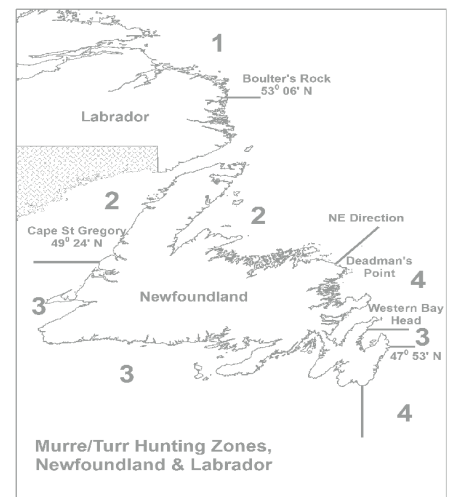 1
Boulter's Rock
53⁰ 06' N
Labrador
2
Cape St Gregory
49⁰ 24' N
2
NE Direction
Deadman's
Point
4
3
Newfoundland
Western Bay
Head
3
47⁰ 53' N
3
4
Murre/Turr Hunting Zones,
Newfoundland & Labrador